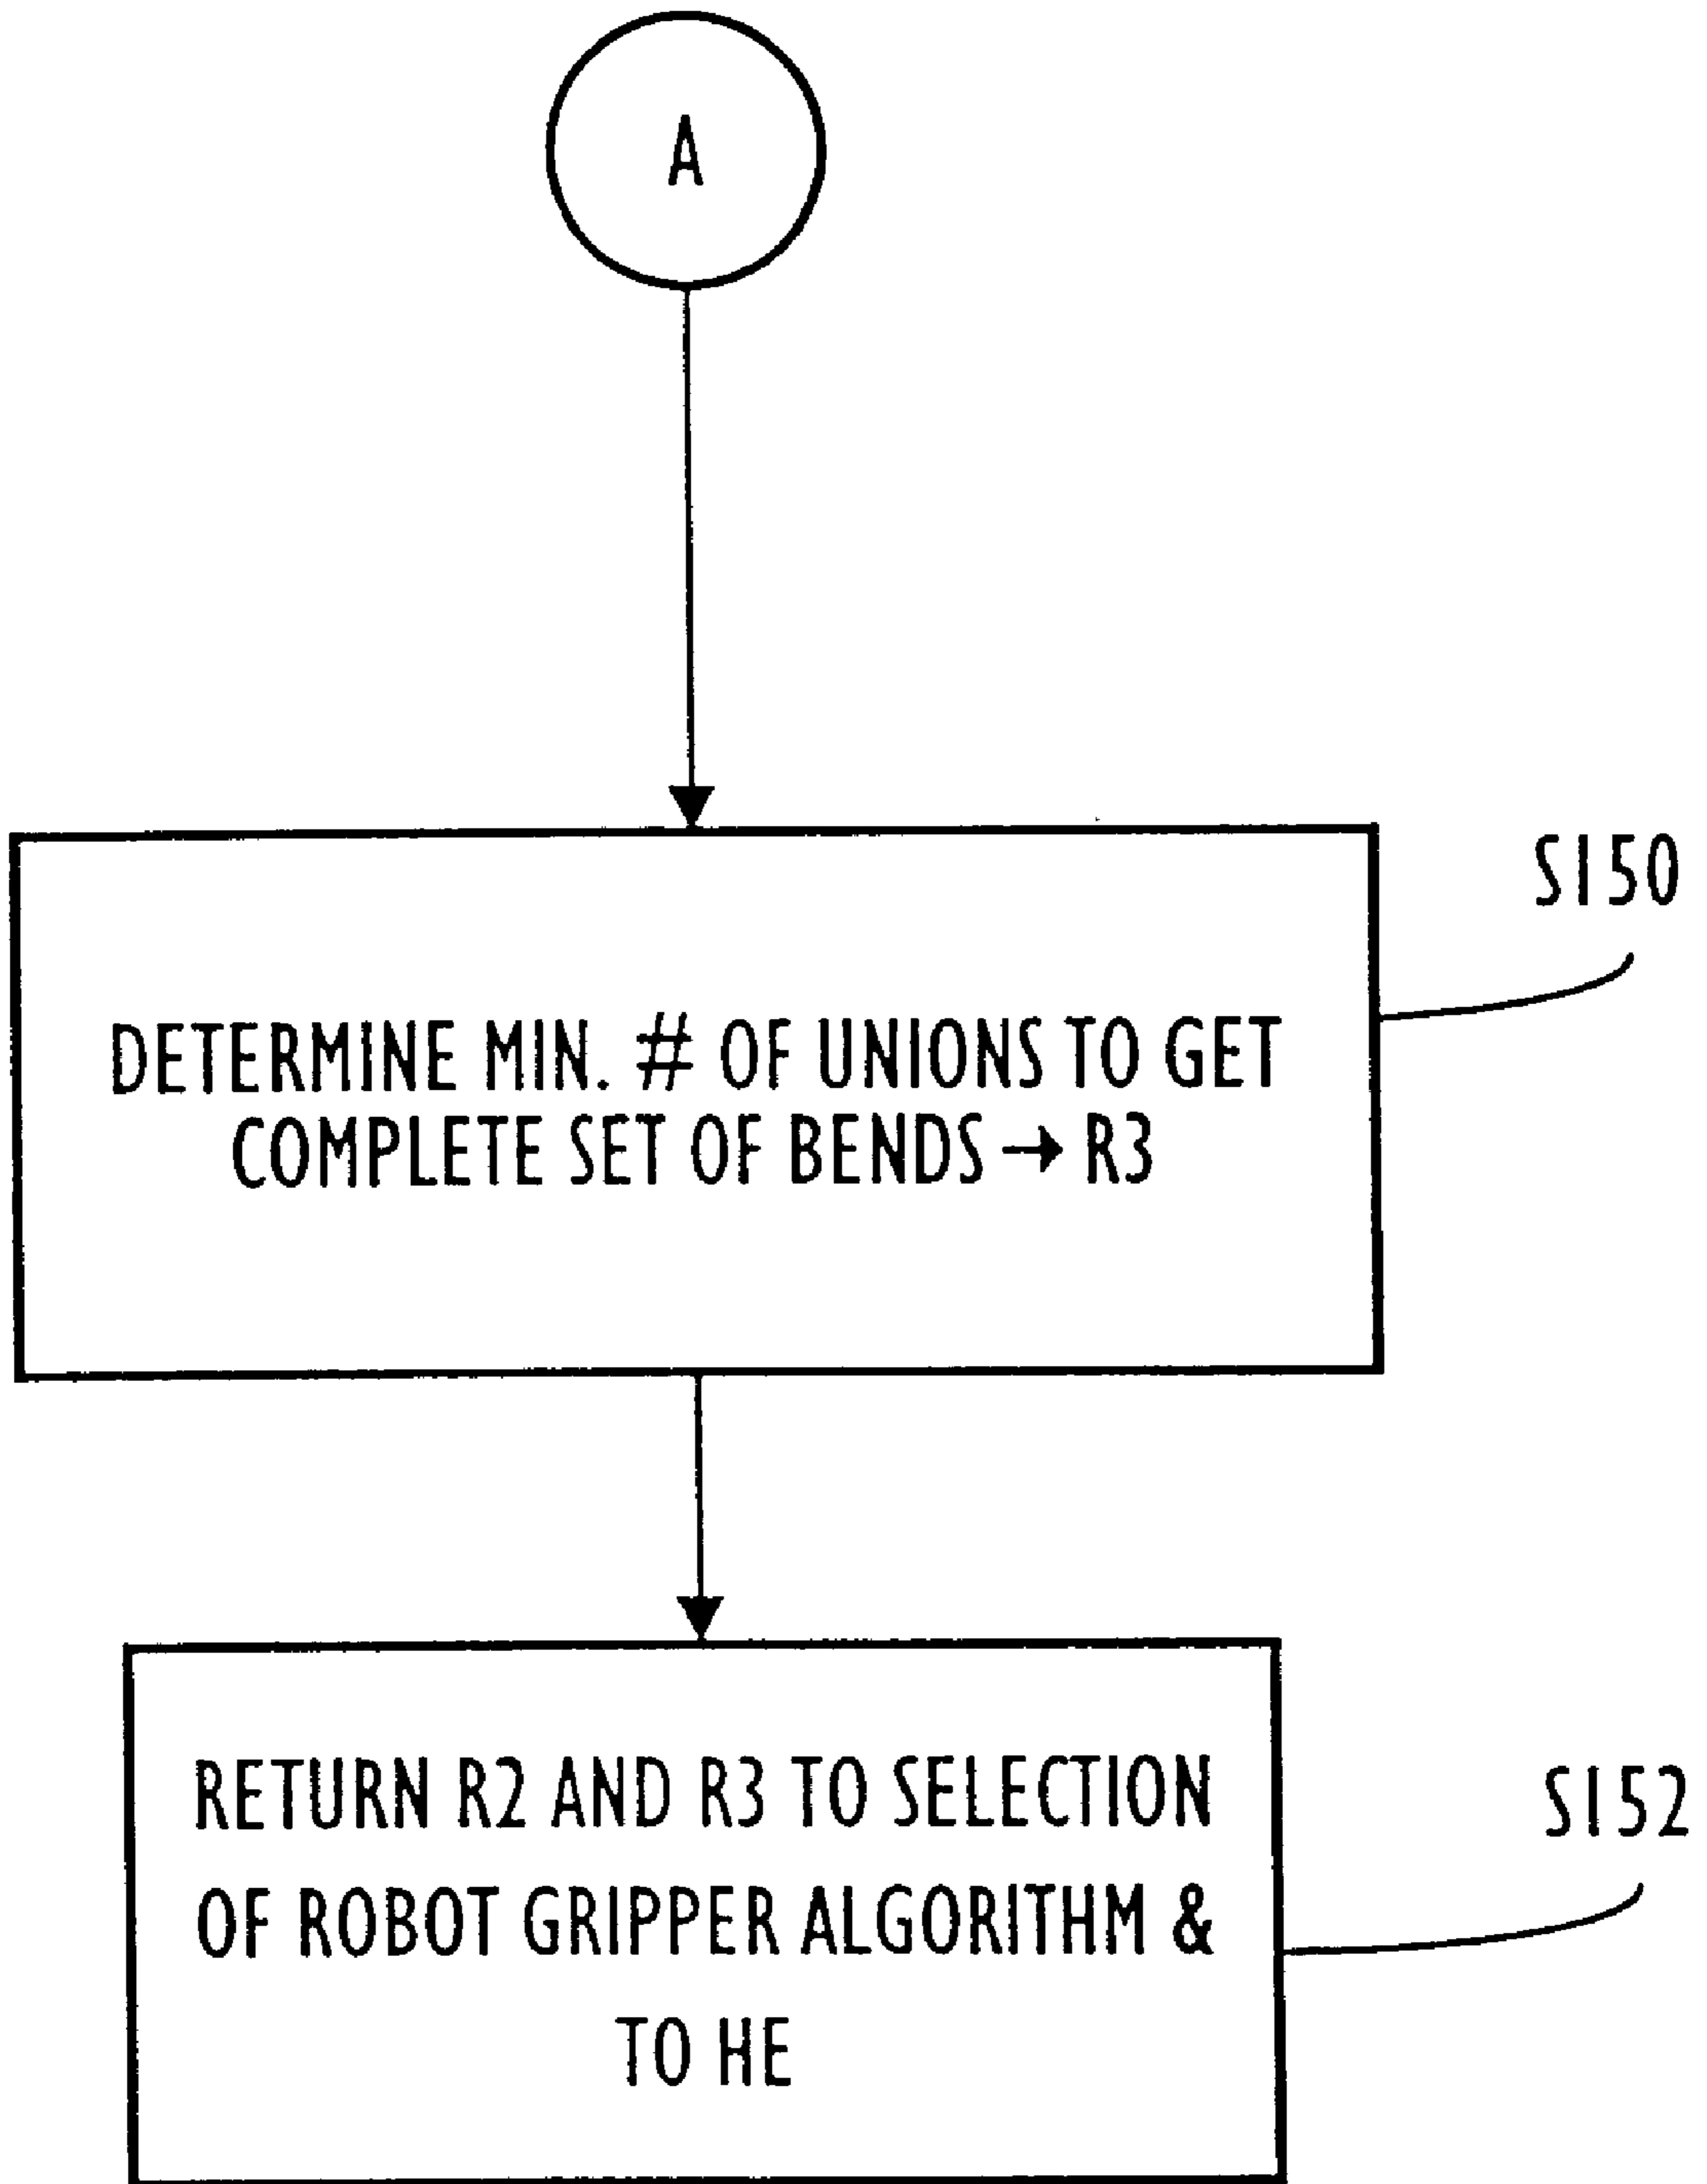 A
S150
DETERMINE MIN. # OF UNIONS TO GET
COMPLETE SET OF BENDS → R3
RETURN R2 AND R3 TO SELECTION
S152
OF ROBOT GRIPPER ALGORITHM &
TO HE